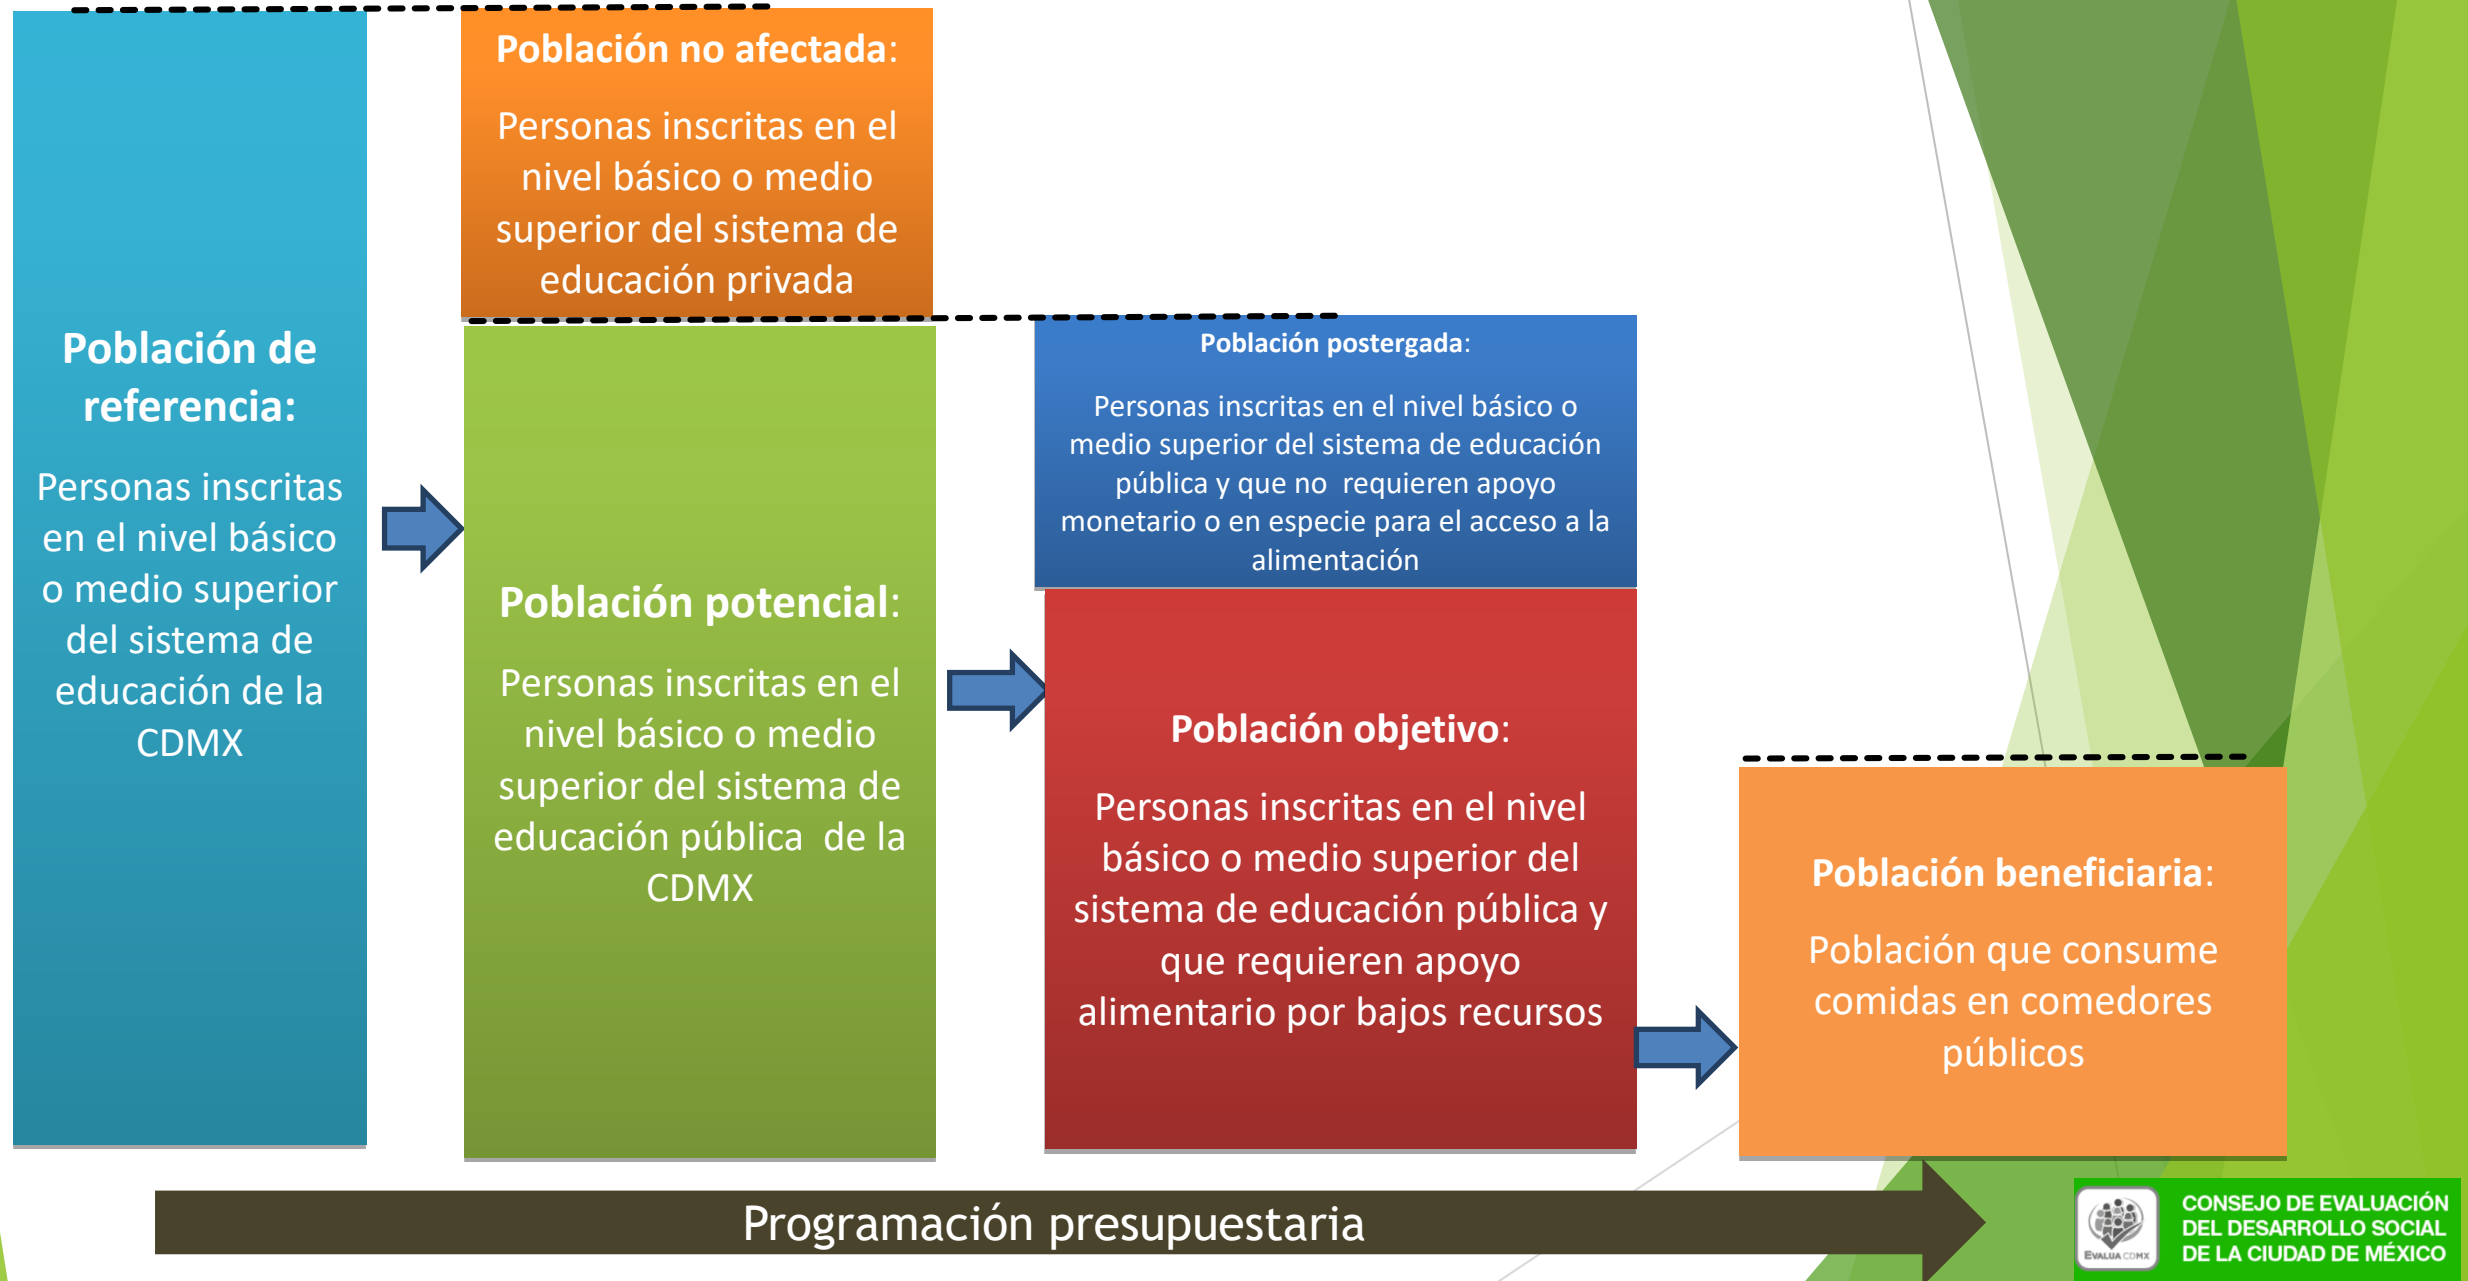 Población de
referencia:
Personas inscritas
en el nivel básico
o medio superior
del sistema de
educación de la
CDMX
Población no afectada:
Personas inscritas en el
nivel básico o medio
superior del sistema de
educación privada
Población potencial:
Personas inscritas en el
nivel básico o medio
superior del sistema de
educación pública  de la
CDMX
Población postergada:
Personas inscritas en el nivel básico o
medio superior del sistema de educación
pública y que no  requieren apoyo
monetario o en especie para el acceso a la
alimentación
Población objetivo:
Personas inscritas en el nivel
básico o medio superior del
sistema de educación pública y
que requieren apoyo
alimentario por bajos recursos
Población beneficiaria:
Población que consume
comidas en comedores
públicos
Programación presupuestaria
EVALUA CDMX
CONSEJO DE EVALUACIÓN
DEL DESARROLLO SOCIAL
DE LA CIUDAD DE MÉXICO